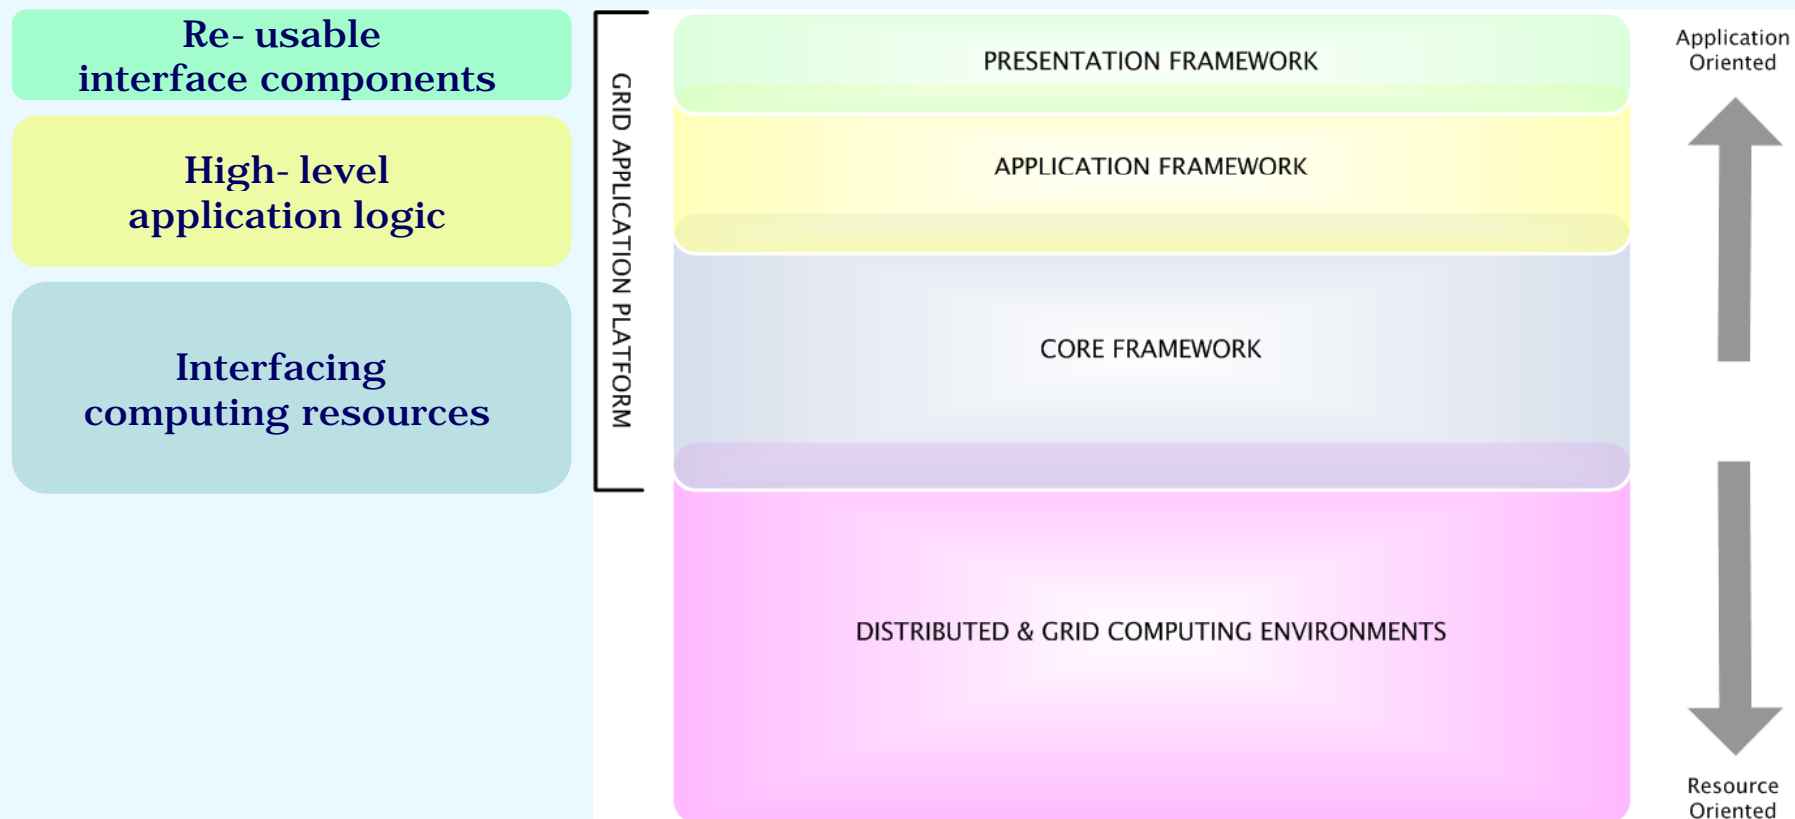 Re- usable
interface components
High- level
application logic
Interfacing
computing resources
GRID APPLICATION PLATFORM
PRESENTATION FRAMEWORK
APPLICATION FRAMEWORK
CORE FRAMEWORK
DISTRIBUTED & GRID COMPUTING ENVIRONMENTS
Application
Oriented
Resource
Oriented